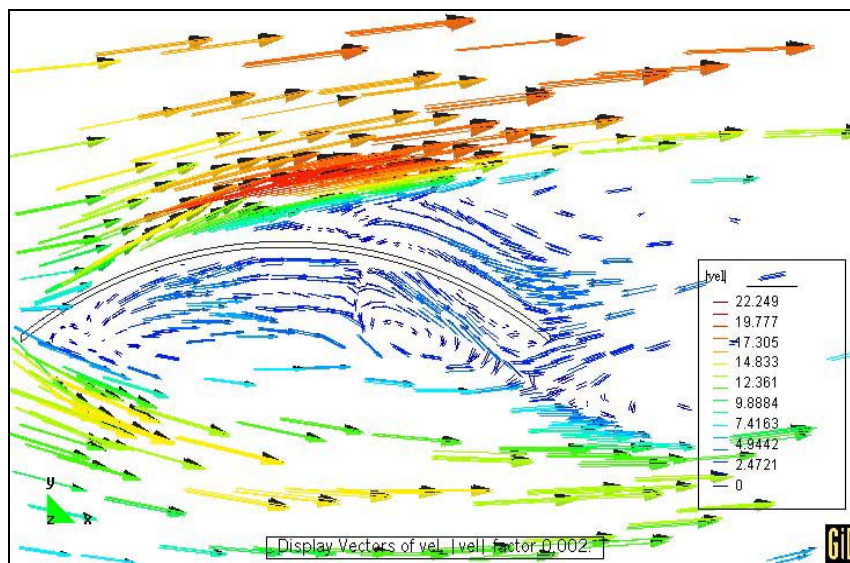 |vel|
22.249
19.777
17.305
14.833
12.361
9.8884
7.4163
4.9442
2.4721
0
y
z x
Display Vectors of vel, |vel| factor 0.002.
GiD